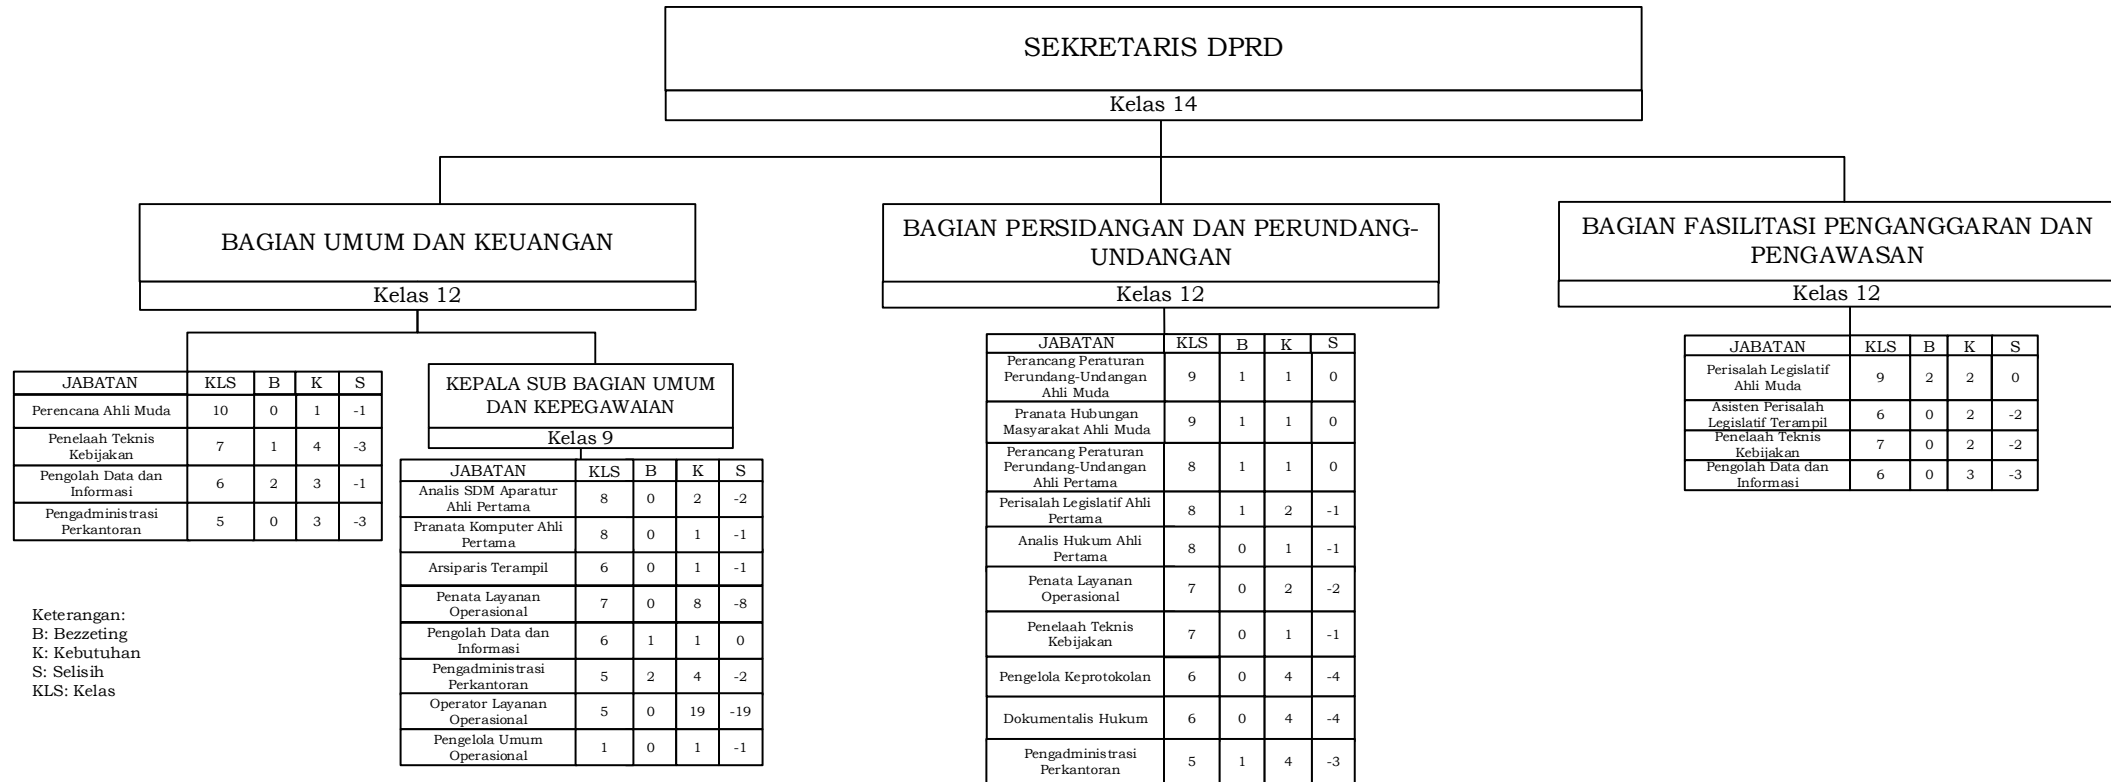 SEKRETARIS DPRD
Kelas 14
BAGIAN UMUM DAN KEUANGAN
Kelas 12
JABATAN KLS B K S
Perencana Ahli Muda 10 0 1 -1
Penelaah Teknis
Kebijakan 7 1 4 -3
Pengolah Data dan
Informasi 6 2 3 -1
Pengadministrasi
Perkantoran 5 0 3 -3
KEPALA SUB BAGIAN UMUM
DAN KEPEGAWAIAN
Kelas 9
JABATAN KLS B K S
Analis SDM Aparatur
Ahli Pertama 8 0 2 -2
Pranata Komputer Ahli
Pertama 8 0 1 -1
Arsiparis Terampil 6 0 1 -1
Penata Layanan
Operasional 7 0 8 -8
Pengolah Data dan
Informasi 6 1 1 0
Pengadministrasi
Perkantoran 5 2 4 -2
Operator Layanan
Operasional 5 0 19 -19
Pengelola Umum
Operasional 1 0 1 -1
Keterangan:
B: Bezzeting
K: Kebutuhan
S: Selisih
KLS: Kelas
BAGIAN PERSIDANGAN DAN PERUNDANG-
UNDANGAN
Kelas 12
JABATAN KLS B K S
Perancang Peraturan
Perundang-Undangan
Ahli Muda 9 1 1 0
Pranata Hubungan
Masyarakat Ahli Muda 9 1 1 0
Perancang Peraturan
Perundang-Undangan
Ahli Pertama 8 1 1 0
Perisalah Legislatif Ahli
Pertama 8 1 2 -1
Analis Hukum Ahli
Pertama 8 0 1 -1
Penata Layanan
Operasional 7 0 2 -2
Penelaah Teknis
Kebijakan 7 0 1 -1
Pengelola Keprotokolan 6 0 4 -4
Dokumentalis Hukum 6 0 4 -4
Pengadministrasi
Perkantoran 5 1 4 -3
BAGIAN FASILITASI PENGANGGARAN DAN
PENGAWASAN
Kelas 12
JABATAN KLS B K S
Perisalah Legislatif
Ahli Muda 9 2 2 0
Asisten Perisalah
Legislatif Terampil 6 0 2 -2
Penelaah Teknis
Kebijakan 7 0 2 -2
Pengolah Data dan
Informasi 6 0 3 -3